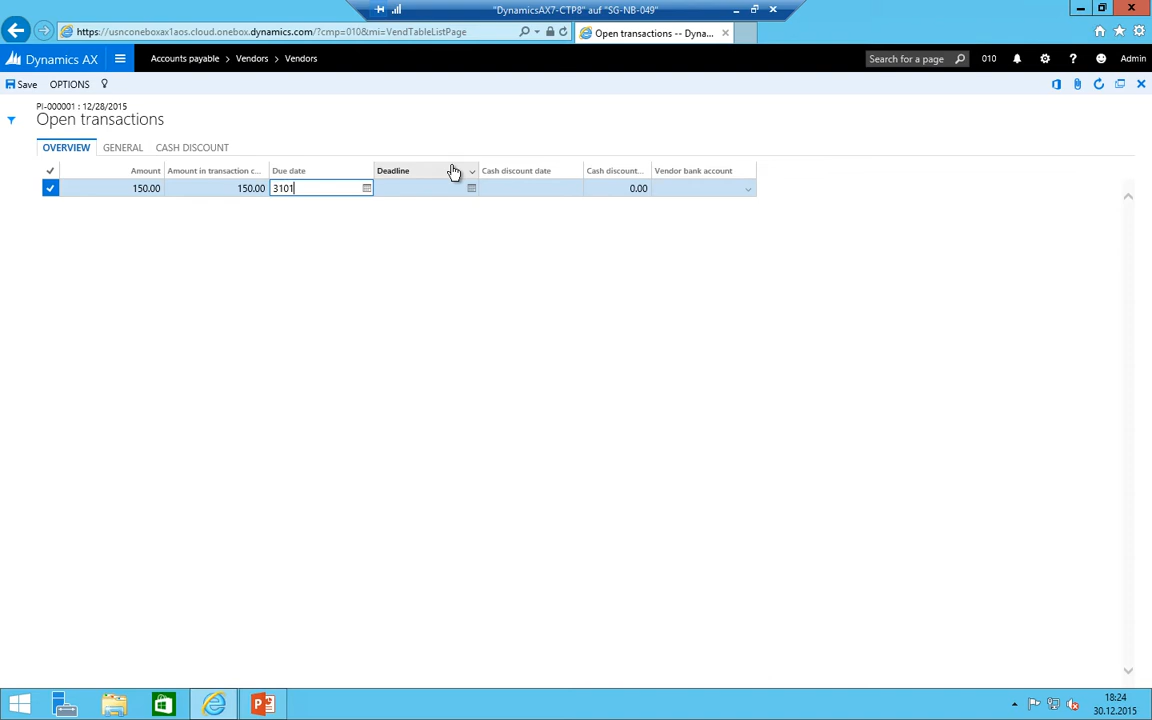 "DynamicsAX7-CTP8" auf "SG-NB-049"
https://usnconeboxax1aos.cloud.onebox.dynamics.com/?cmp=010&mi=VendTableListPage
Open transactions -- Dyna...
Dynamics AX
Accounts payable > Vendors > Vendors
Search for a page
010
Admin
Save
OPTIONS
PI-000001 : 12/28/2015
Open transactions
OVERVIEW
GENERAL
CASH DISCOUNT
Amount
Amount in transaction c...
Due date
Deadline
Cash discount date
Cash discount...
Vendor bank account
150.00
150.00
3101
0.00
18:24
30.12.2015